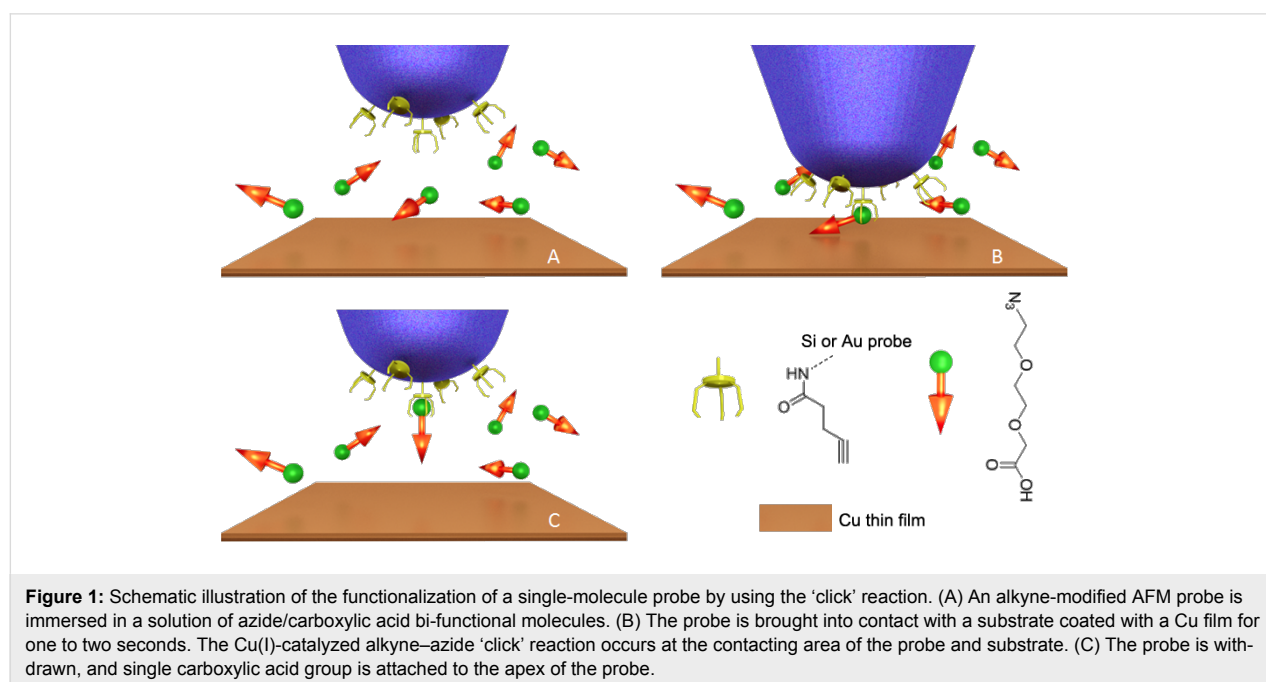 A
B
Si or Au probe
HN
O
N3
O
O
O
OH
C
Cu thin film
Figure 1: Schematic illustration of the functionalization of a single-molecule probe by using the ‘click’ reaction. (A) An alkyne-modified AFM probe is
immersed in a solution of azide/carboxylic acid bi-functional molecules. (B) The probe is brought into contact with a substrate coated with a Cu film for
one to two seconds. The Cu(I)-catalyzed alkyne–azide ‘click’ reaction occurs at the contacting area of the probe and substrate. (C) The probe is with-
drawn, and single carboxylic acid group is attached to the apex of the probe.